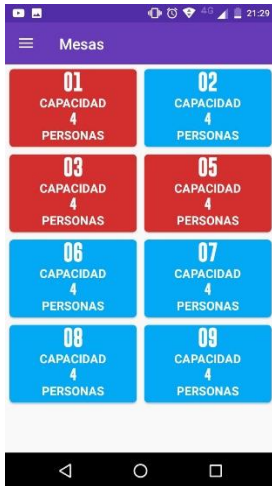 4G 21:29
Mesas
01
CAPACIDAD
4
PERSONAS
02
CAPACIDAD
4
PERSONAS
03
CAPACIDAD
4
PERSONAS
05
CAPACIDAD
4
PERSONAS
06
CAPACIDAD
4
PERSONAS
07
CAPACIDAD
4
PERSONAS
08
CAPACIDAD
4
PERSONAS
09
CAPACIDAD
4
PERSONAS